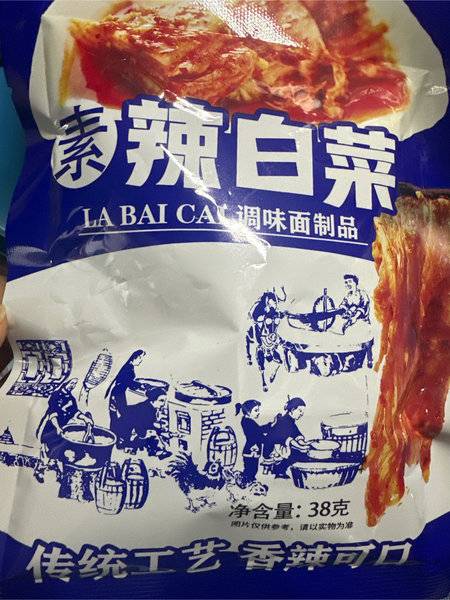 素辣白菜
LA BAI CAI 调味面制品
净含量：38克
图片仅供参考，请以实物为准
传统工艺 香辣可口